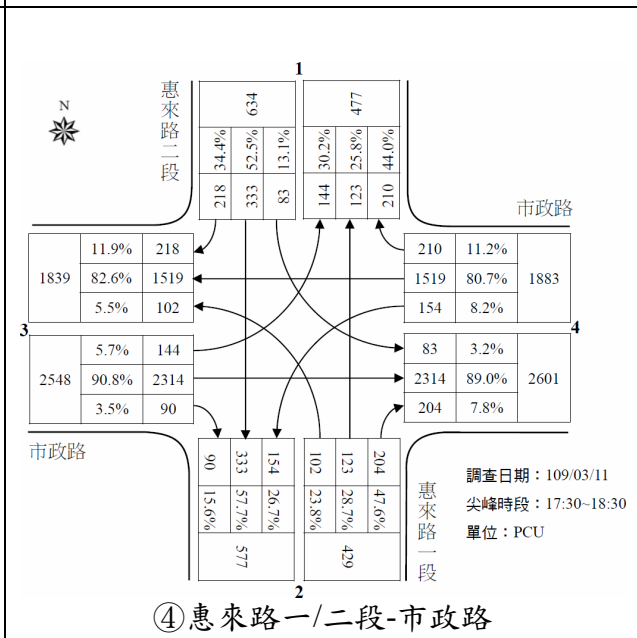 1
N
惠來路二段
634
34.4% 52.5% 13.1%
218 333 83
477
30.2% 25.8% 44.0%
144 123 210
市政路
1839
11.9% 218
82.6% 1519
5.5% 102
210 11.2%
1519 80.7%
154 8.2%
1883
3
4
2548
5.7% 144
90.8% 2314
3.5% 90
83 3.2%
2314 89.0%
204 7.8%
2601
市政路
90 333 154
15.6% 57.7% 26.7%
577
102 123 204
23.8% 28.7% 47.6%
429
惠來路一段
調查日期：109/03/11
尖峰時段：17:30~18:30
單位：PCU
2
④惠來路一/二段-市政路